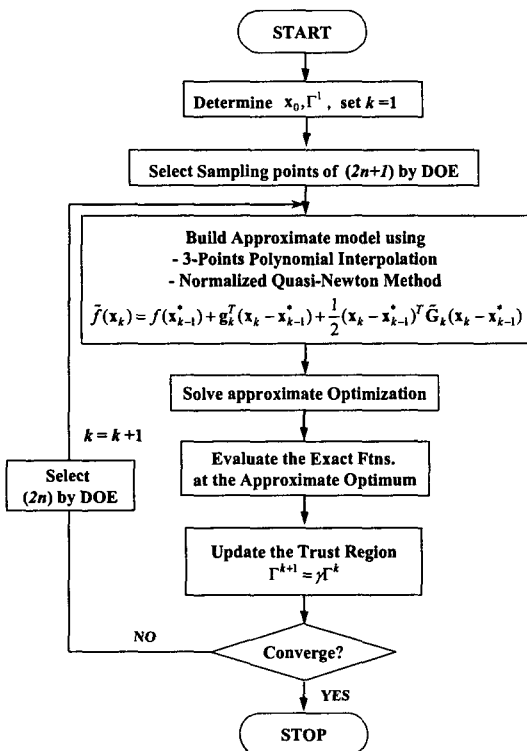 START
Determine x₀,Γ¹, set k=1
Select Sampling points of (2n+1) by DOE
Build Approximate model using
- 3-Points Polynomial Interpolation
- Normalized Quasi-Newton Method
f̃(xₖ) = f(x*ₖ₋₁) + gₖᵀ(xₖ - x*ₖ₋₁) + 1/2 (xₖ - x*ₖ₋₁)ᵀ G̃ₖ(xₖ - x*ₖ₋₁)
Solve approximate Optimization
Evaluate the Exact Ftns.
at the Approximate Optimum
Update the Trust Region
Γᵏ⁺¹ = γΓᵏ
Converge?
NO
k = k +1
Select
(2n) by DOE
YES
STOP